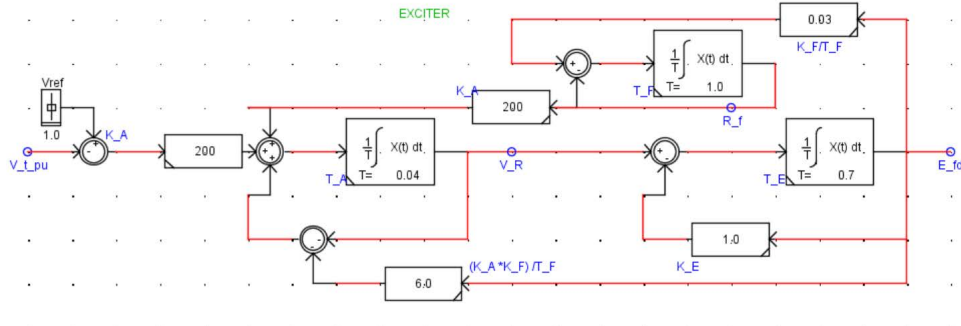 EXCITER
0.03
K_F/T_F
+
-
1/T ∫ X(t) dt.
T= 1.0
T_F
K_A
200
R_f
Vref
1.0
K_A
-
+
V_t_pu
200
+
+ +
+
1/T ∫ X(t) dt.
T= 0.04
T_A
V_R
+
-
1/T ∫ X(t) dt.
T= 0.7
T_E
E_fd
- -
1.0
K_E
(K_A*K_F)/T_F
6.0